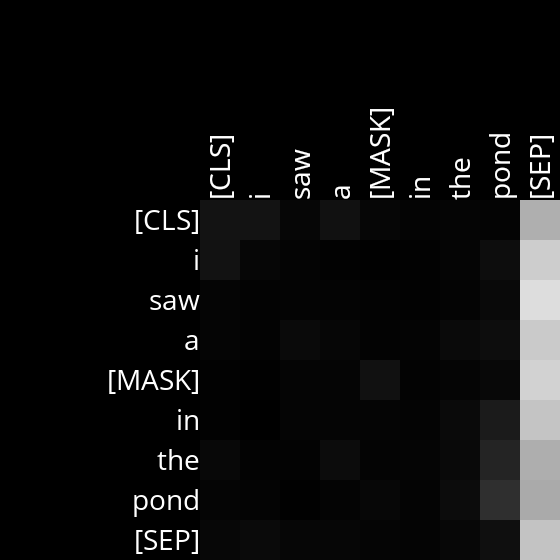 [CLS] i saw a [MASK] in the pond [SEP]
[CLS]
i
saw
a
[MASK]
in
the
pond
[SEP]